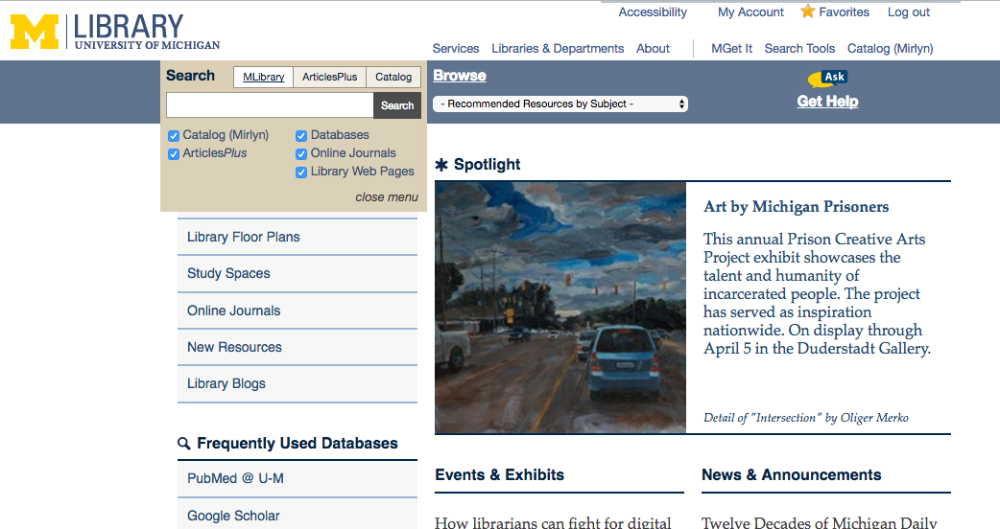 Accessibility My Account Favorites Log out
M LIBRARY
UNIVERSITY OF MICHIGAN
Services Libraries & Departments About MGet It Search Tools Catalog (Mirlyn)
Search MLibrary ArticlesPlus Catalog
Search
Catalog (Mirlyn) Databases
ArticlesPlus Online Journals
Library Web Pages
close menu
Browse
- Recommended Resources by Subject -
Ask
Get Help
Library Floor Plans
Study Spaces
Online Journals
New Resources
Library Blogs
Frequently Used Databases
PubMed @ U-M
Google Scholar
Spotlight
Art by Michigan Prisoners
This annual Prison Creative Arts
Project exhibit showcases the
talent and humanity of
incarcerated people. The project
has served as inspiration
nationwide. On display through
April 5 in the Duderstadt Gallery.
Detail of "Intersection" by Oliger Merko
Events & Exhibits
How librarians can fight for digital
News & Announcements
Twelve Decades of Michigan Daily